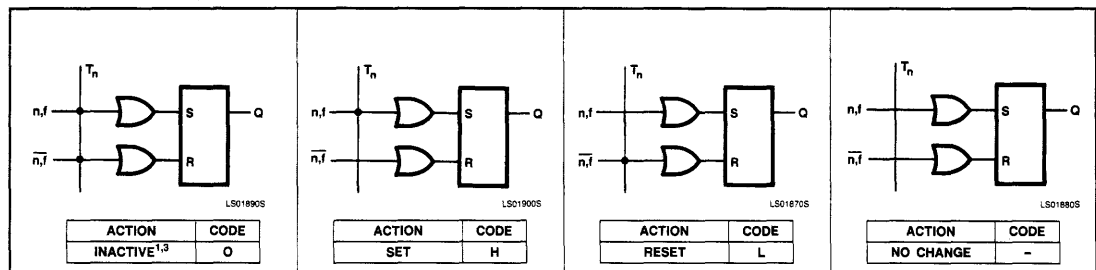 Tn
n,f
S
Q
n,f
R
LS01890S
ACTION CODE
INACTIVE1,3 O
Tn
n,f
S
Q
n,f
R
LS01900S
ACTION CODE
SET H
Tn
n,f
S
Q
n,f
R
LS01870S
ACTION CODE
RESET L
Tn
n,f
S
Q
n,f
R
LS01880S
ACTION CODE
NO CHANGE –